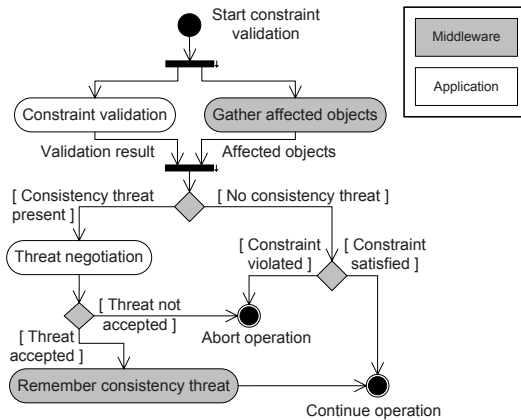 Start constraint
validation
Middleware
Application
Constraint validation
Gather affected objects
Validation result
Affected objects
[ Consistency threat
present ]
[ No consistency threat ]
Threat negotiation
[ Constraint
violated ]
[ Constraint
satisfied ]
[ Threat not
accepted ]
Abort operation
[ Threat
accepted ]
Remember consistency threat
Continue operation